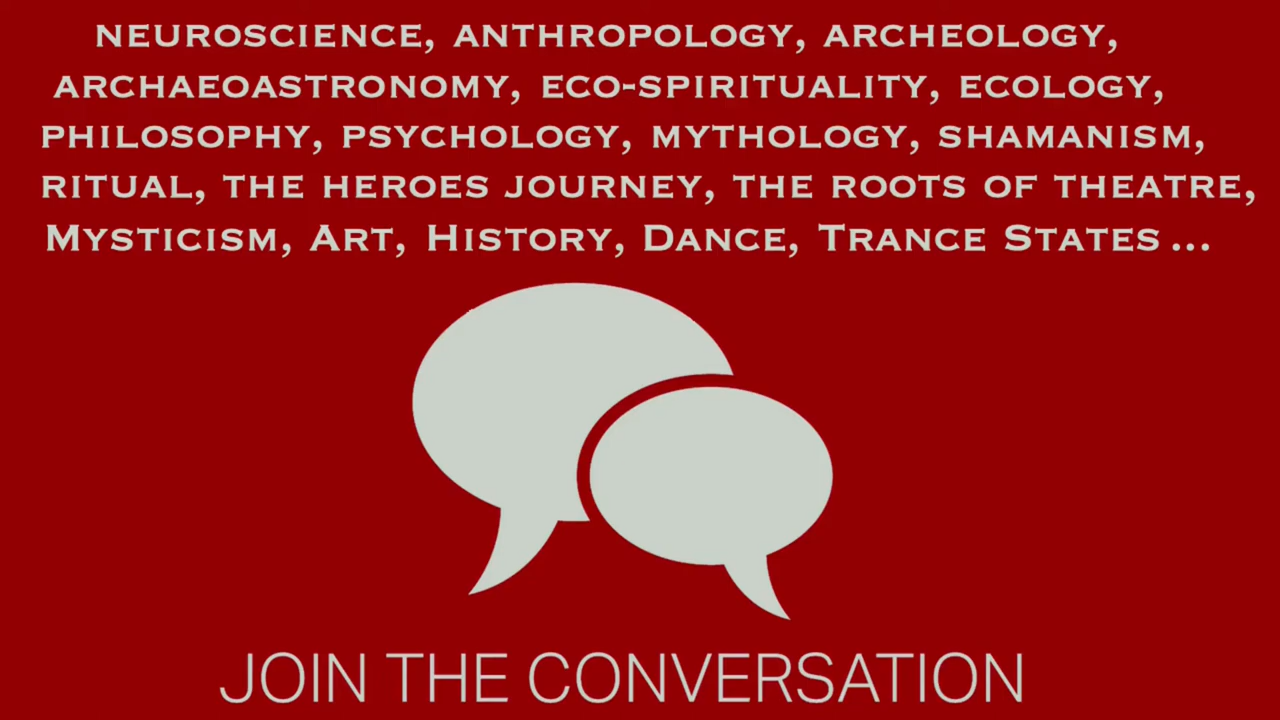 NEUROSCIENCE, ANTHROPOLOGY, ARCHEOLOGY,
ARCHAEOASTRONOMY, ECO-SPIRITUALITY, ECOLOGY,
PHILOSOPHY, PSYCHOLOGY, MYTHOLOGY, SHAMANISM,
RITUAL, THE HEROES JOURNEY, THE ROOTS OF THEATRE,
MYSTICISM, ART, HISTORY, DANCE, TRANCE STATES ...
JOIN THE CONVERSATION